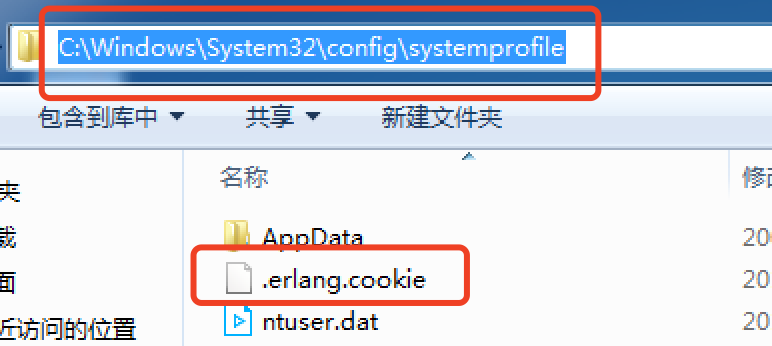 C:\Windows\System32\config\systemprofile
包含到库中 共享 新建文件夹
名称 修改
夹
AppData 20
载
.erlang.cookie 20
面
ntuser.dat 20
近访问的位置